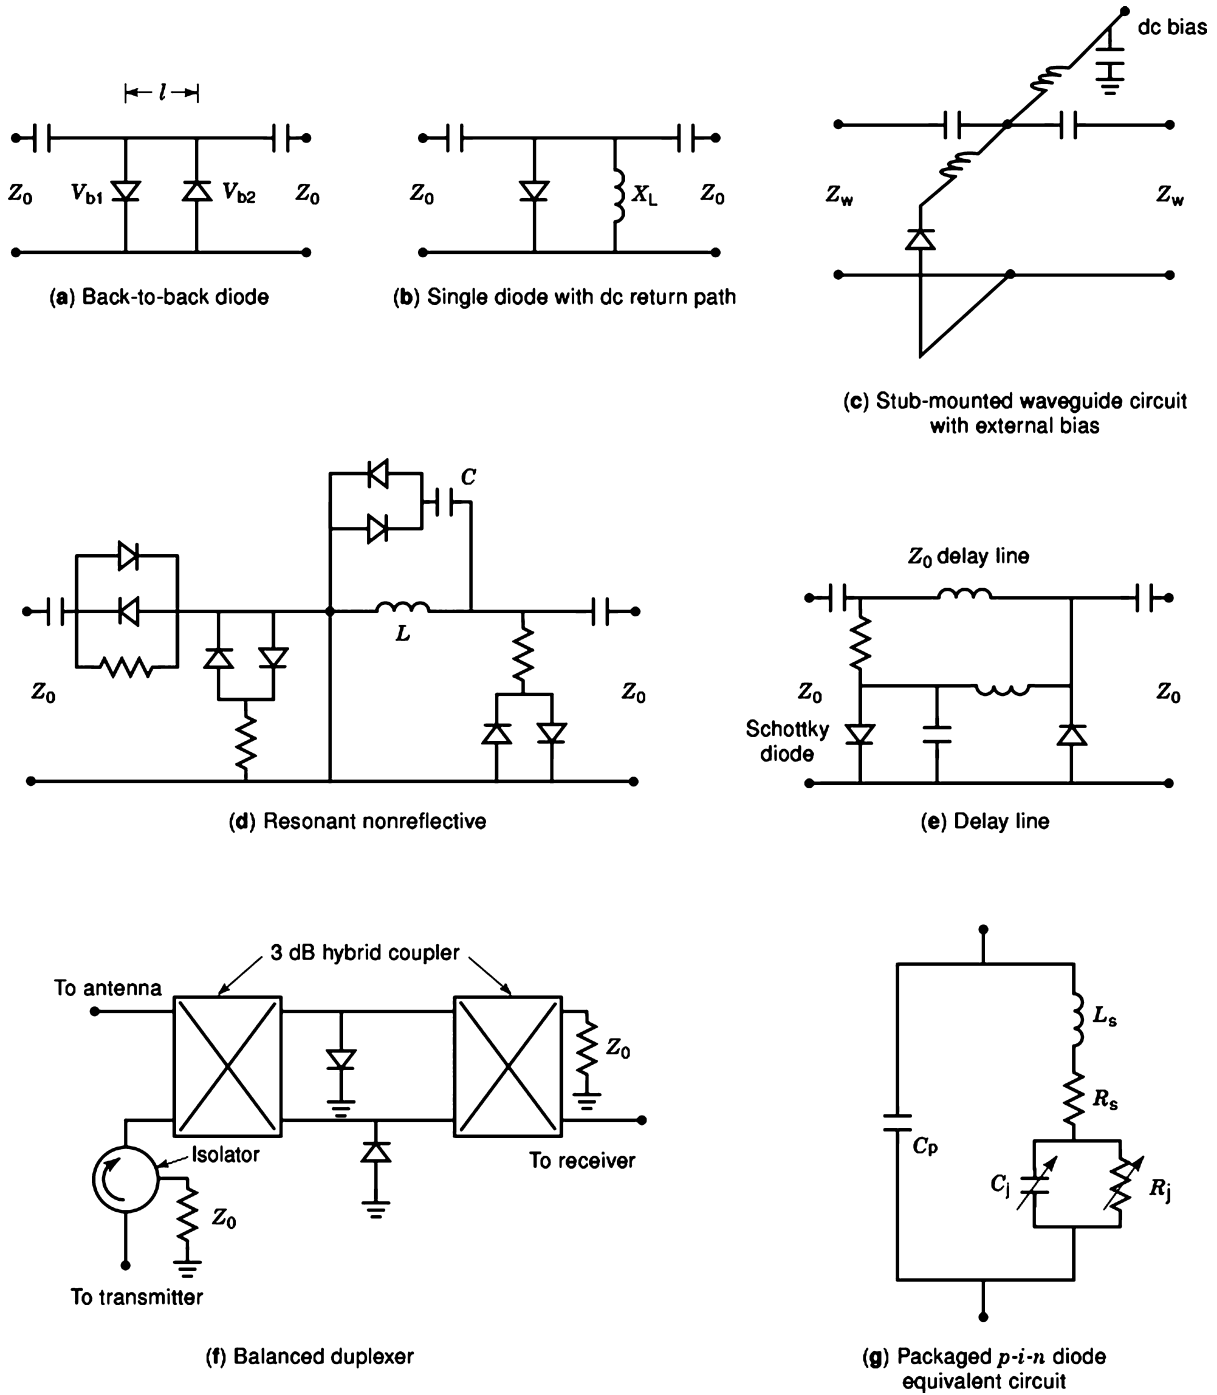 dc bias
l
Z0 Vb1 Vb2 Z0
(a) Back-to-back diode
Z0 XL Z0
(b) Single diode with dc return path
Zw Zw
(c) Stub-mounted waveguide circuit
with external bias
C
L
Z0 Z0
(d) Resonant nonreflective
Z0 delay line
Z0 Z0
Schottky
diode
(e) Delay line
3 dB hybrid coupler
To antenna
Z0
Isolator
To receiver
Z0
To transmitter
(f) Balanced duplexer
Ls
Rs
Cp
Cj Rj
(g) Packaged p-i-n diode
equivalent circuit